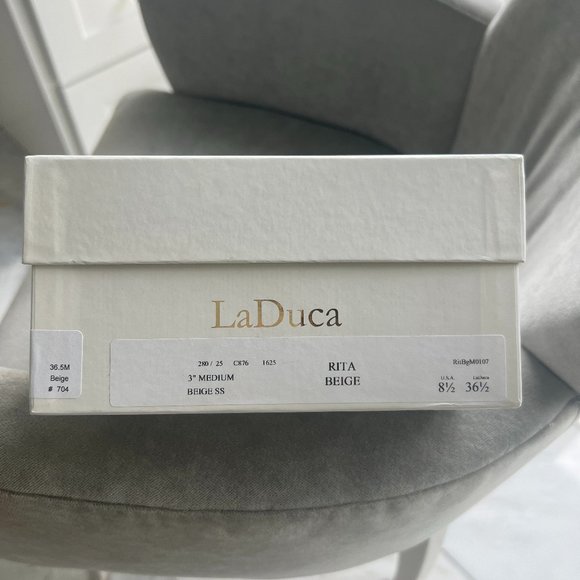 LaDuca
36.5M
Beige
# 704
280 / 25 C876 1625
3" MEDIUM
BEIGE SS
RITA
BEIGE
RitBgM0107
U.S.A. LaDuca
8½ 36½